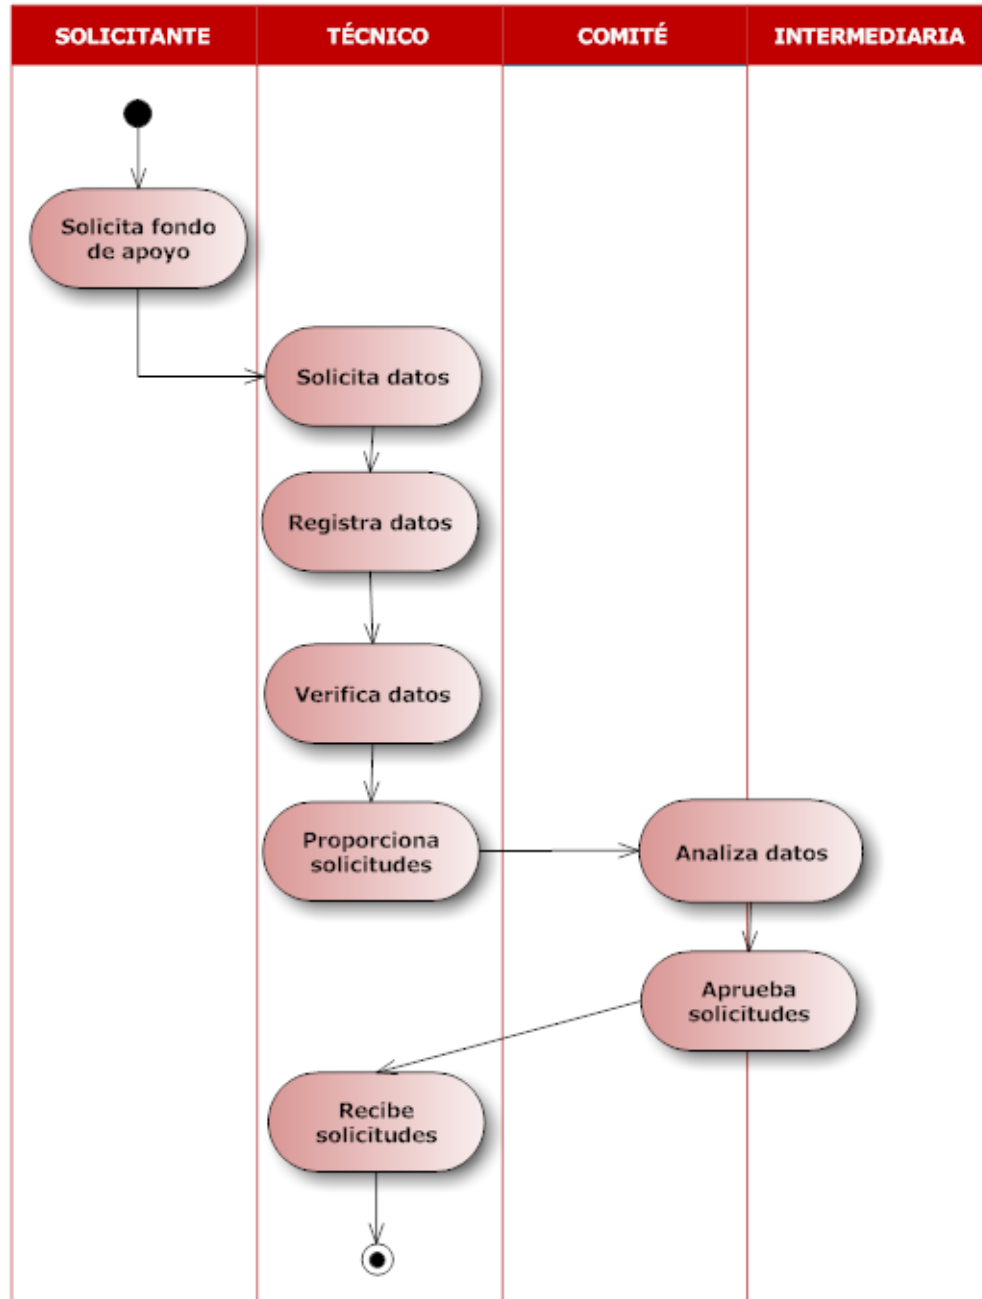 SOLICITANTE
TÉCNICO
COMITÉ
INTERMEDIARIA
Solicita fondo
de apoyo
Solicita datos
Registra datos
Verifica datos
Proporciona
solicitudes
Analiza datos
Aprueba
solicitudes
Recibe
solicitudes